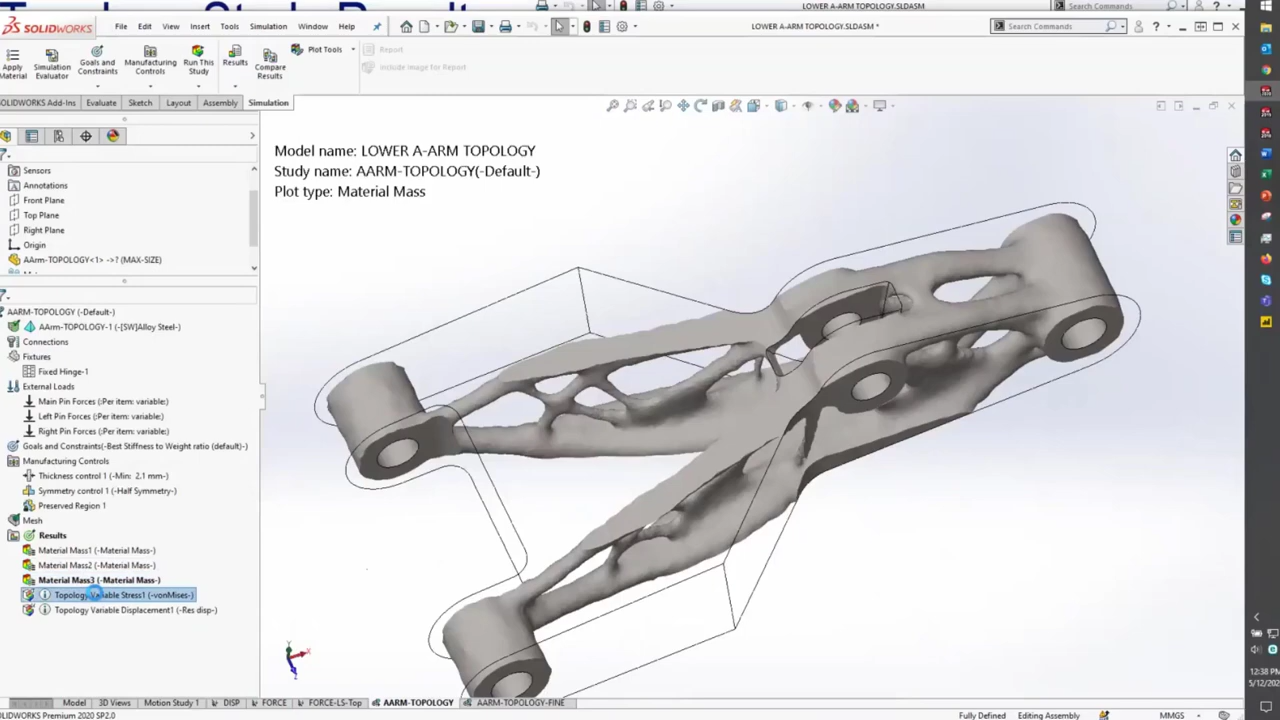 LOWER A-ARM TOPOLOGY.SLDASM
Search Commands
SOLIDWORKS
File Edit View Insert Tools Simulation Window Help
LOWER A-ARM TOPOLOGY.SLDASM *
Search Commands
Apply Material
Simulation Evaluator
Goals and Constraints
Manufacturing Controls
Run This Study
Results
Compare Results
Plot Tools
Report
Include Image for Report
SOLIDWORKS Add-Ins Evaluate Sketch Layout Assembly Simulation
Sensors
Annotations
Front Plane
Top Plane
Right Plane
Origin
AArm-TOPOLOGY<1> ->? (MAX-SIZE)
AARM-TOPOLOGY (-Default-)
AArm-TOPOLOGY-1 (-[SW]Alloy Steel-)
Connections
Fixtures
Fixed Hinge-1
External Loads
Main Pin Forces (:Per item: variable:)
Left Pin Forces (:Per item: variable:)
Right Pin Forces (:Per item: variable:)
Goals and Constraints(-Best Stiffness to Weight ratio (default)-)
Manufacturing Controls
Thickness control 1 (-Min: 2.1 mm-)
Symmetry control 1 (-Half Symmetry-)
Preserved Region 1
Mesh
Results
Material Mass1 (-Material Mass-)
Material Mass2 (-Material Mass-)
Material Mass3 (-Material Mass-)
Topology Variable Stress1 (-vonMises-)
Topology Variable Displacement1 (-Res disp-)
Model name: LOWER A-ARM TOPOLOGY
Study name: AARM-TOPOLOGY(-Default-)
Plot type: Material Mass
Y
X
Z
Model 3D Views Motion Study 1 DISP FORCE FORCE-LS-Top AARM-TOPOLOGY AARM-TOPOLOGY-FINE
SOLIDWORKS Premium 2020 SP2.0
Fully Defined Editing Assembly MMGS
12:38 PM